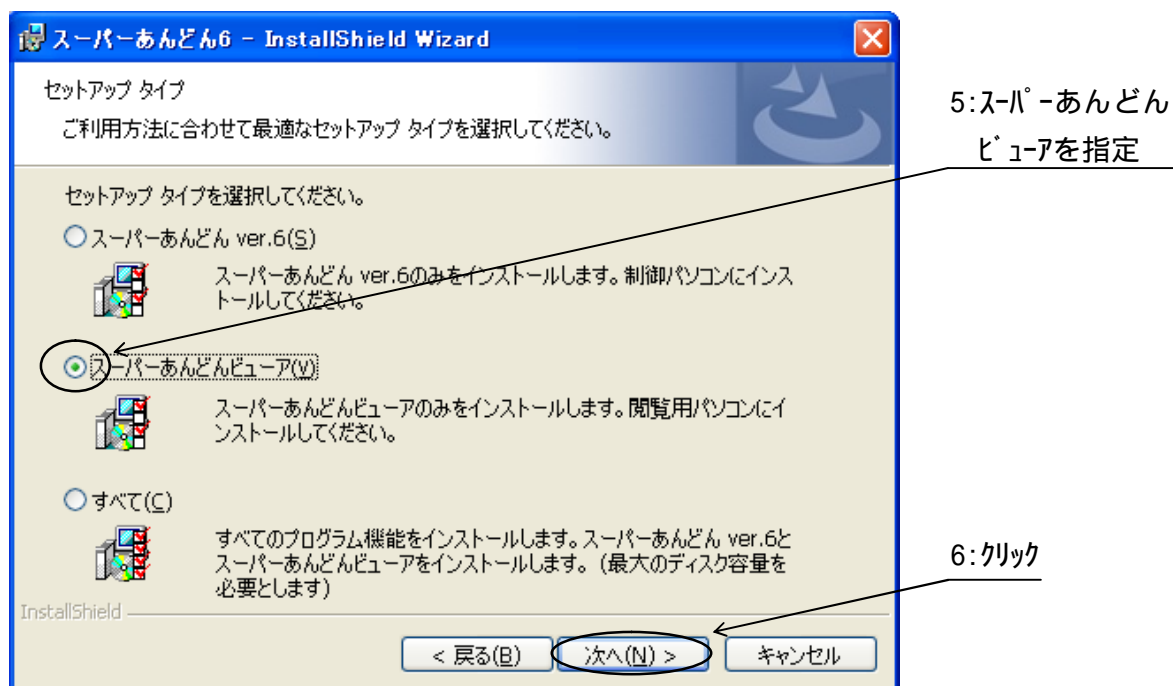 スーパーあんどん6 - InstallShield Wizard
セットアップ タイプ
ご利用方法に合わせて最適なセットアップ タイプを選択してください。
5:ｽｰﾊﾟｰあんどん
ﾋﾞｭｰｱを指定
セットアップ タイプを選択してください。
スーパーあんどん ver.6(S)
スーパーあんどん ver.6のみをインストールします。制御パソコンにインス
トールしてください。
スーパーあんどんビューア(V)
スーパーあんどんビューアのみをインストールします。閲覧用パソコンにイ
ンストールしてください。
すべて(C)
すべてのプログラム機能をインストールします。スーパーあんどん ver.6と
スーパーあんどんビューアをインストールします。（最大のディスク容量を
必要とします）
6:ｸﾘｯｸ
InstallShield
< 戻る(B)
次へ(N) >
キャンセル